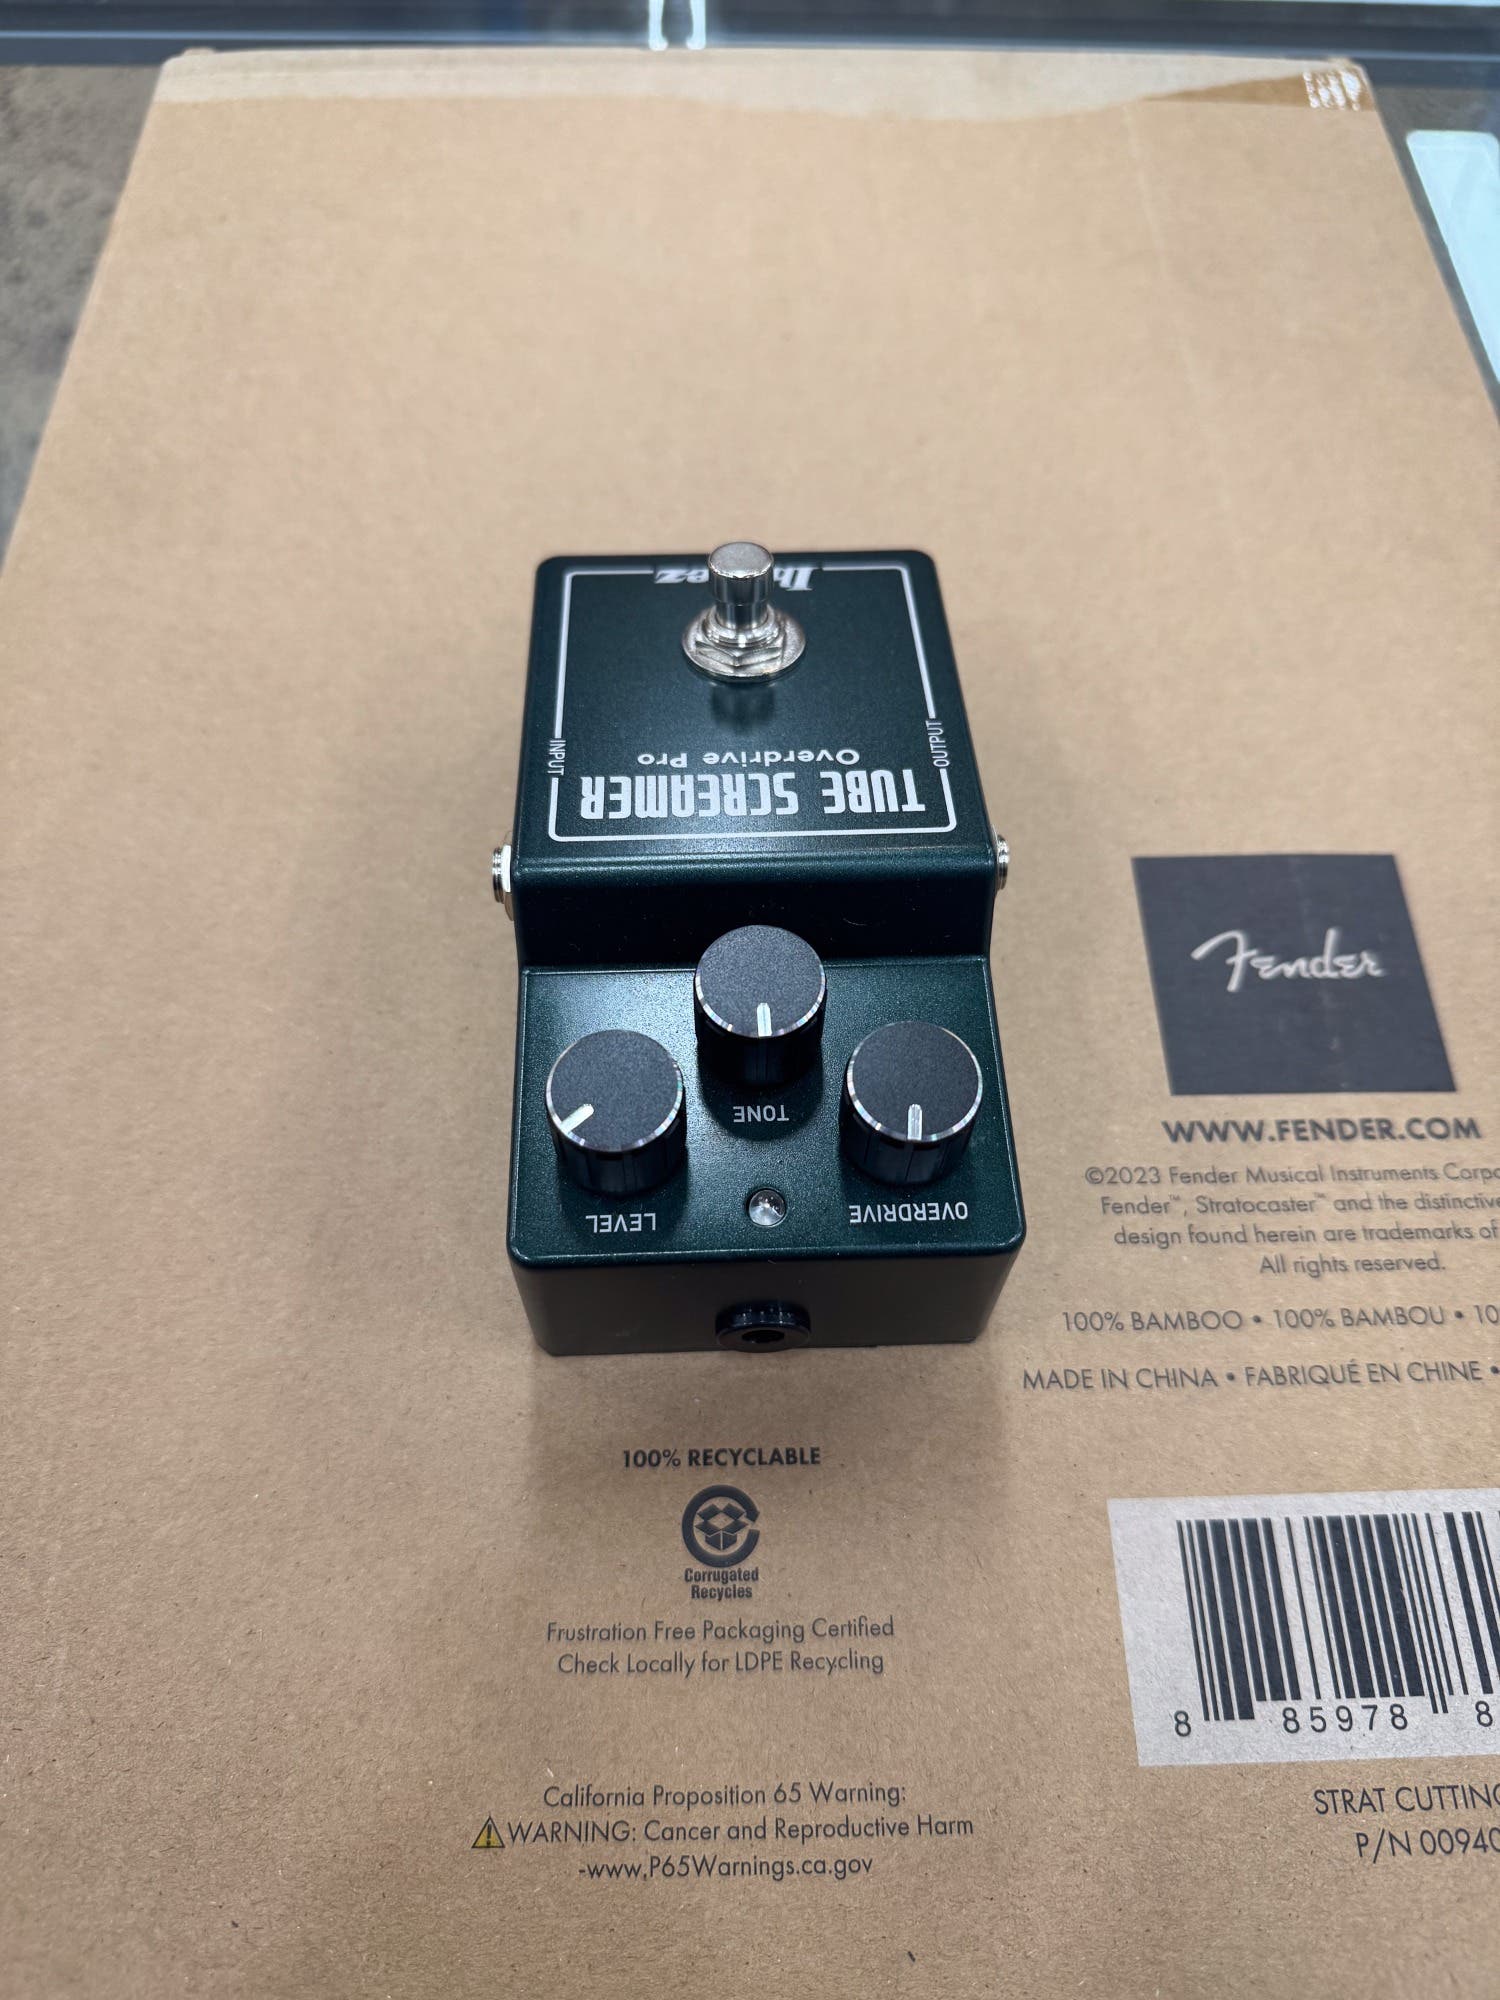 Overdrive Pro
TUBE SCREAMER
INPUT
OUTPUT
TONE
LEVEL
OVERDRIVE
Fender
WWW.FENDER.COM
©2023 Fender Musical Instruments
Fender™, Stratocaster™ and the distinctive
design found herein are trademarks of
All rights reserved.
100% BAMBOO • 100% BAMBOU • 10
MADE IN CHINA • FABRIQUÉ EN CHINE •
100% RECYCLABLE
Corrugated
Recycles
Frustration Free Packaging Certified
Check Locally for LDPE Recycling
8 85978 8
STRAT CUTTING
P/N 00940
California Proposition 65 Warning:
WARNING: Cancer and Reproductive Harm
-www.P65Warnings.ca.gov